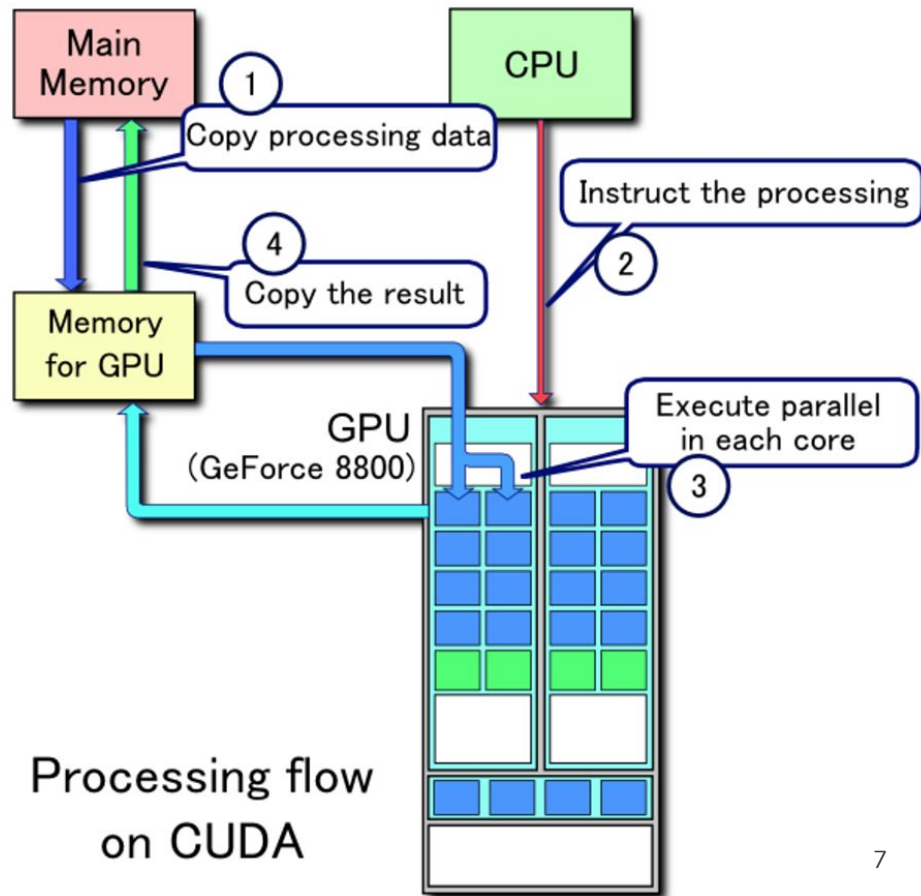 Main
Memory
CPU
1
Copy processing data
Instruct the processing
2
4
Copy the result
Memory
for GPU
GPU
(GeForce 8800)
Execute parallel
in each core
3
Processing flow
on CUDA
7